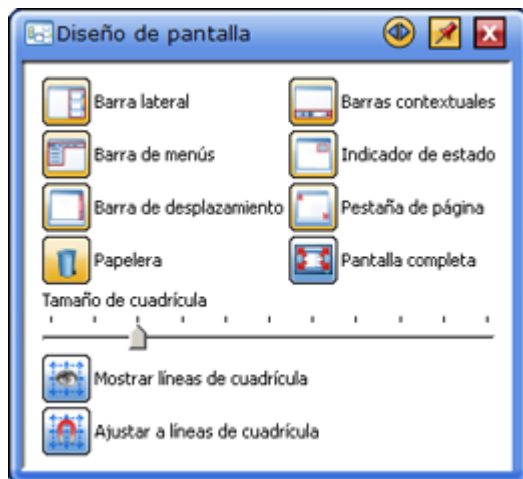 Diseño de pantalla
Barra lateral
Barras contextuales
Barra de menús
Indicador de estado
Barra de desplazamiento
Pestaña de página
Papelera
Pantalla completa
Tamaño de cuadrícula
Mostrar líneas de cuadrícula
Ajustar a líneas de cuadrícula